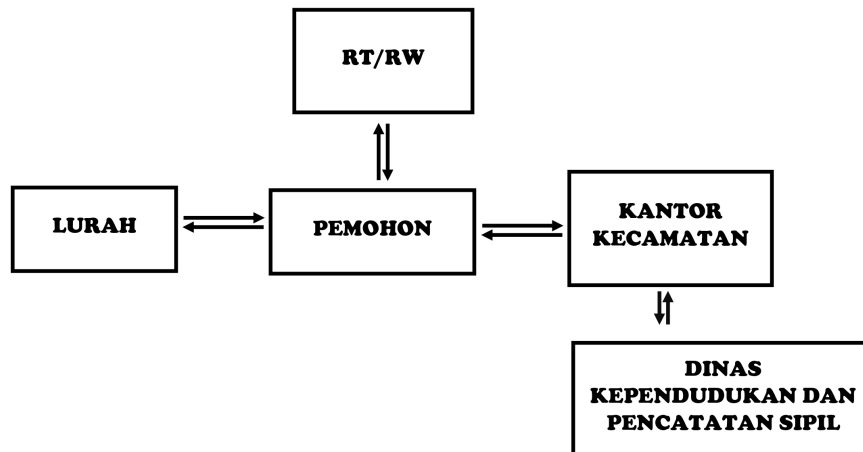 RT/RW
LURAH
PEMOHON
KANTOR
KECAMATAN
DINAS
KEPENDUDUKAN DAN
PENCATATAN SIPIL